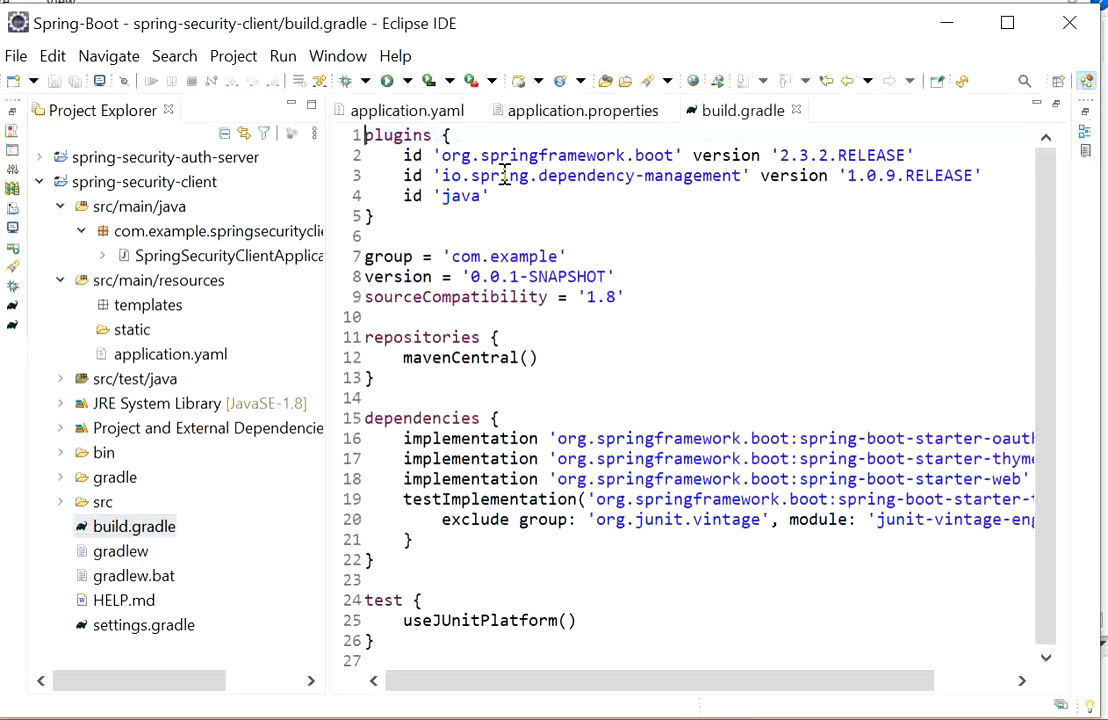 Spring-Boot - spring-security-client/build.gradle - Eclipse IDE
File Edit Navigate Search Project Run Window Help
Project Explorer
application.yaml application.properties build.gradle
spring-security-auth-server
spring-security-client
src/main/java
com.example.springsecuritycli
SpringSecurityClientApplica
src/main/resources
templates
static
application.yaml
src/test/java
JRE System Library [JavaSE-1.8]
Project and External Dependencie
bin
gradle
src
build.gradle
gradlew
gradlew.bat
HELP.md
settings.gradle
1 plugins {
2 id 'org.springframework.boot' version '2.3.2.RELEASE'
3 id 'io.spring.dependency-management' version '1.0.9.RELEASE'
4 id 'java'
5 }
6
7 group = 'com.example'
8 version = '0.0.1-SNAPSHOT'
9 sourceCompatibility = '1.8'
10
11 repositories {
12 mavenCentral()
13 }
14
15 dependencies {
16 implementation 'org.springframework.boot:spring-boot-starter-oauth
17 implementation 'org.springframework.boot:spring-boot-starter-thyme
18 implementation 'org.springframework.boot:spring-boot-starter-web'
19 testImplementation('org.springframework.boot:spring-boot-starter-t
20 exclude group: 'org.junit.vintage', module: 'junit-vintage-eng
21 }
22 }
23
24 test {
25 useJUnitPlatform()
26 }
27